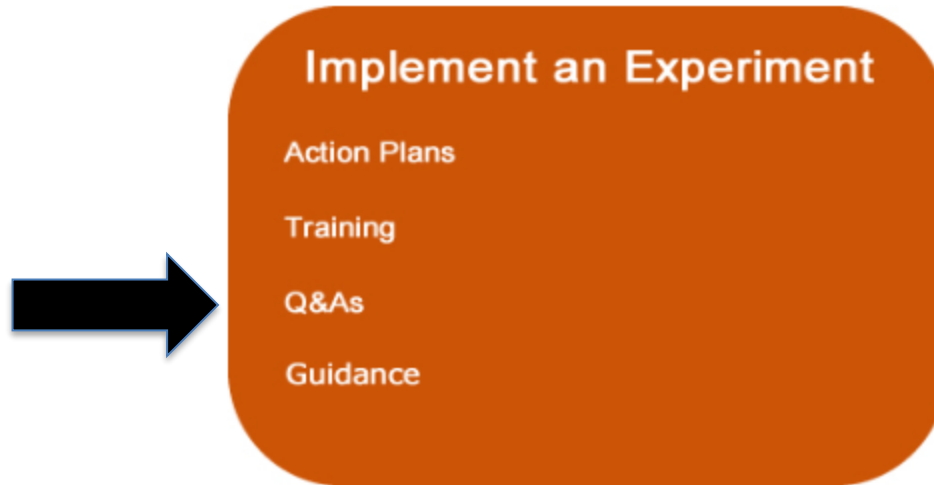 Implement an Experiment
Action Plans
Training
Q&As
Guidance